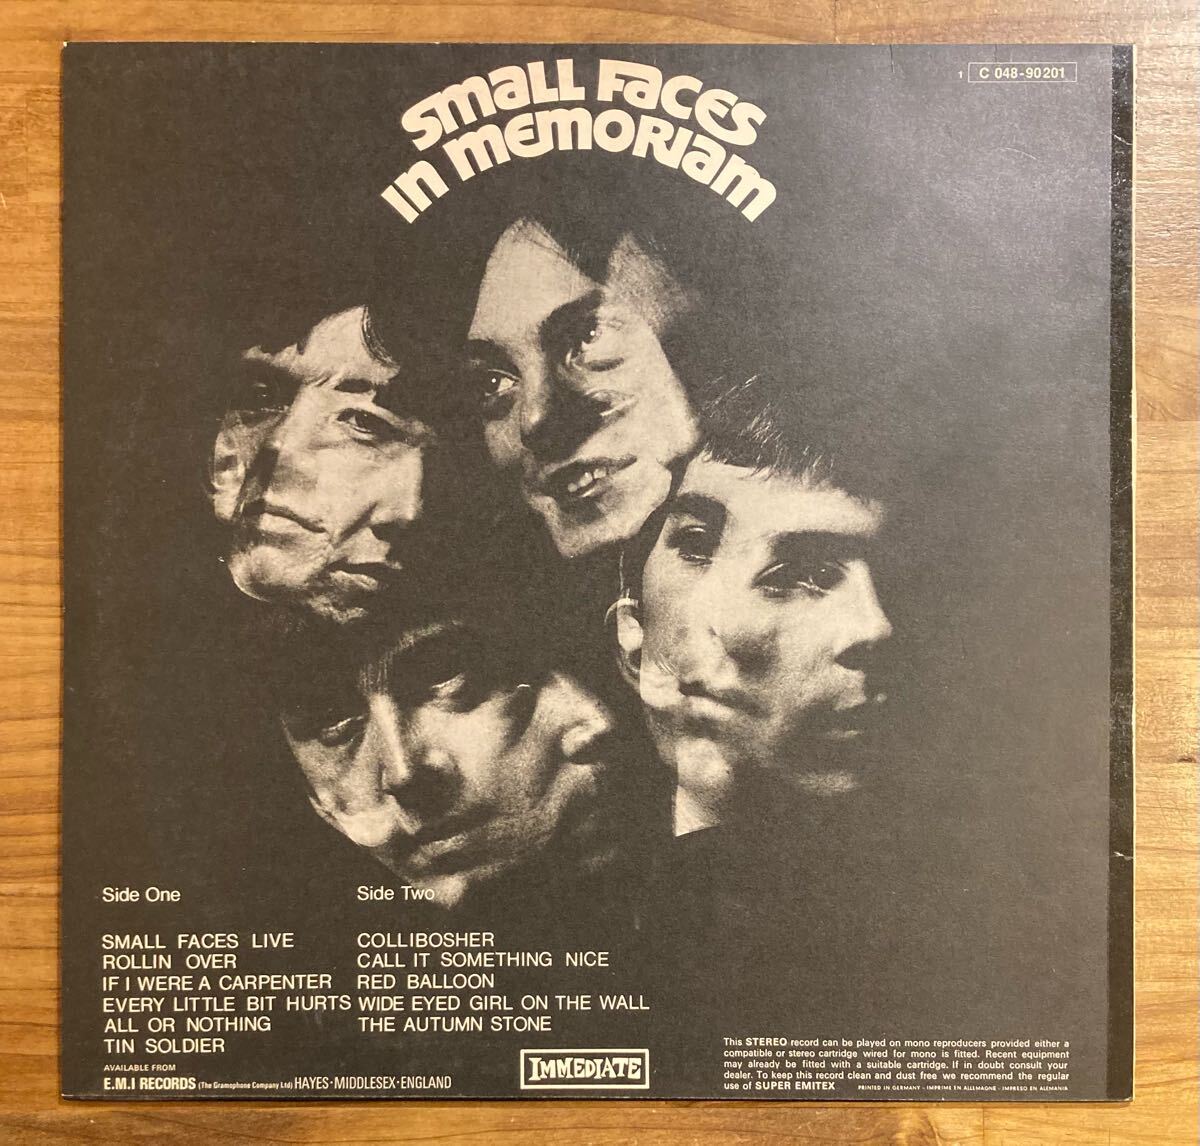 1 C 048-90201
SMALL FACES
IN MEMORIAM
Side One
SMALL FACES LIVE
ROLLIN OVER
IF I WERE A CARPENTER
EVERY LITTLE BIT HURTS
ALL OR NOTHING
TIN SOLDIER
Side Two
COLLIBOSHER
CALL IT SOMETHING NICE
RED BALLOON
WIDE EYED GIRL ON THE WALL
THE AUTUMN STONE
AVAILABLE FROM
E.M.I RECORDS (The Gramophone Company Ltd) HAYES·MIDDLESEX·ENGLAND
IMMEDIATE
This STEREO record can be played on mono reproducers provided either a
compatible or stereo cartridge wired for mono is fitted. Recent equipment
may already be fitted with a suitable cartridge. If in doubt consult your
dealer. To keep this record clean and dust free we recommend the regular
use of SUPER EMITEX
PRINTED IN GERMANY - IMPRIME EN ALLEMAGNE - IMPRESO EN ALEMANIA